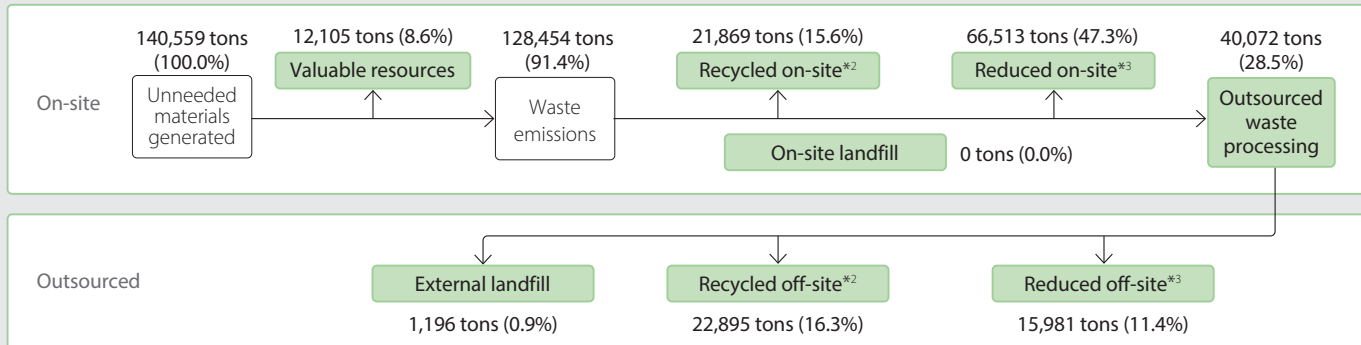 140,559 tons
(100.0%)
12,105 tons (8.6%)
128,454 tons
(91.4%)
21,869 tons (15.6%)
66,513 tons (47.3%)
40,072 tons
(28.5%)
On-site
Unneeded
materials
generated
Valuable resources
Waste
emissions
Recycled on-site*2
Reduced on-site*3
Outsourced
waste
processing
On-site landfill
0 tons (0.0%)
Outsourced
External landfill
Recycled off-site*2
Reduced off-site*3
1,196 tons (0.9%)
22,895 tons (16.3%)
15,981 tons (11.4%)